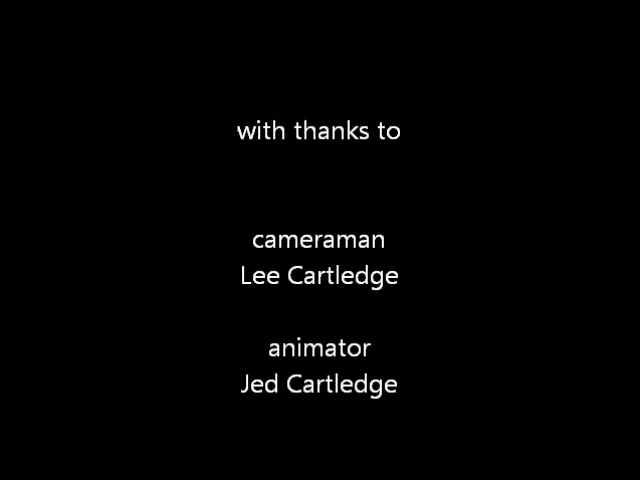 with thanks to
cameraman
Lee Cartledge
animator
Jed Cartledge